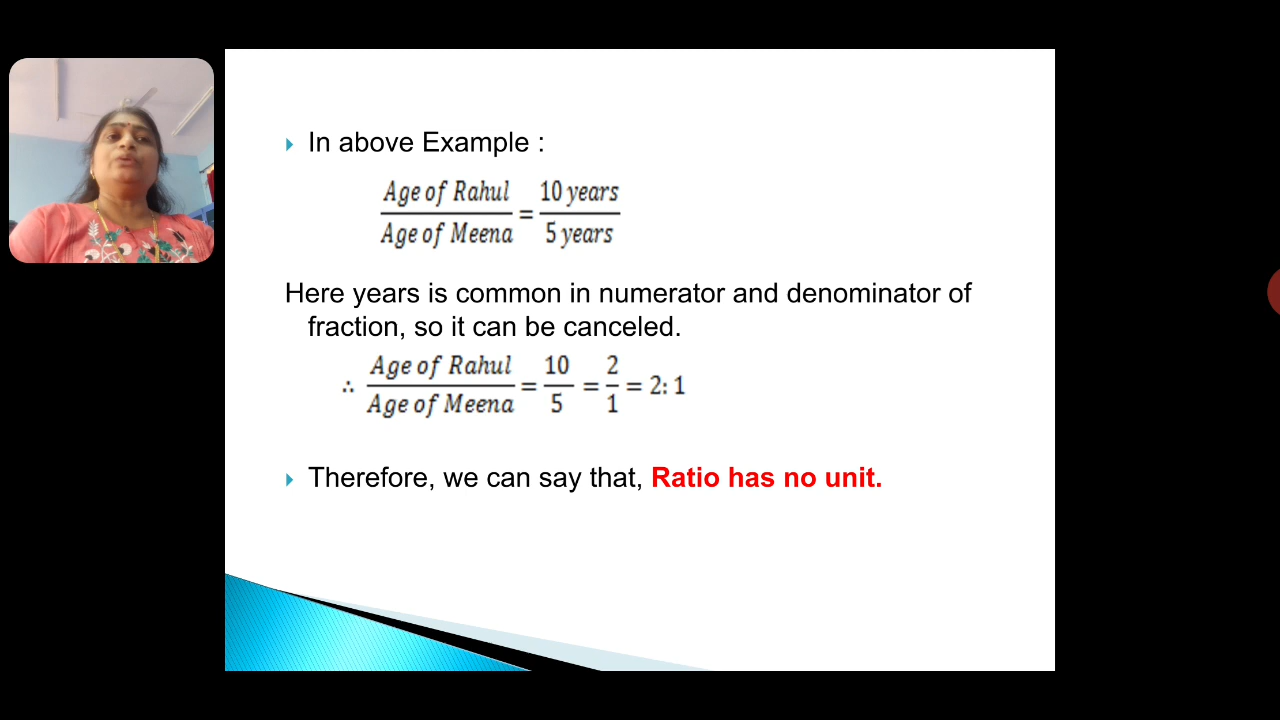 In above Example :
Age of Rahul / Age of Meena = 10 years / 5 years
Here years is common in numerator and denominator of
fraction, so it can be canceled.
∴ Age of Rahul / Age of Meena = 10 / 5 = 2 / 1 = 2: 1
Therefore, we can say that, Ratio has no unit.